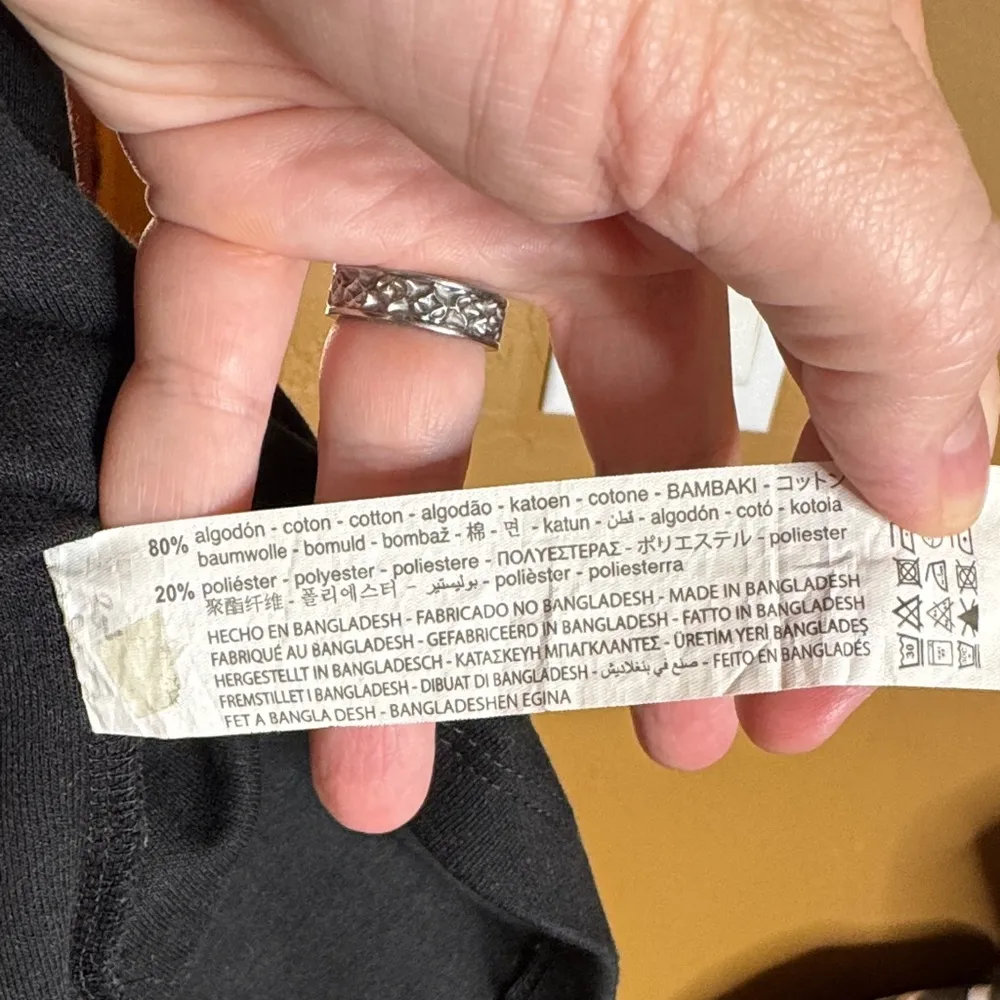 80% algodón - coton - cotton - algodão - katoen - cotone - BAMBAKI - コットン
baumwolle - bomuld - bombaž - 棉 - 면 - katun - قطن - algodón - cotó - kotoia
20% poliéster - polyester - poliestere - ΠΟΛΥΕΣΤΕΡΑΣ - ポリエステル - poliester
聚酯纤维 - 폴리에스터 - بوليستير - polièster - poliesterra
HECHO EN BANGLADESH - FABRICADO NO BANGLADESH - MADE IN BANGLADESH
FABRIQUÉ AU BANGLADESH - GEFABRICEERD IN BANGLADESH - FATTO IN BANGLADESH
HERGESTELLT IN BANGLADESCH - ΚΑΤΑΣΚΕΥΗ ΜΠΑΓΚΛΑΝΤΕΣ - ÜRETİM YERİ BANGLADEŞ
FREMSTILLET I BANGLADESH - DIBUAT DI BANGLADESH - صنع في بنغلاديش - FEITO EN BANGLADÉS
FET A BANGLA DESH - BANGLADESHEN EGINA